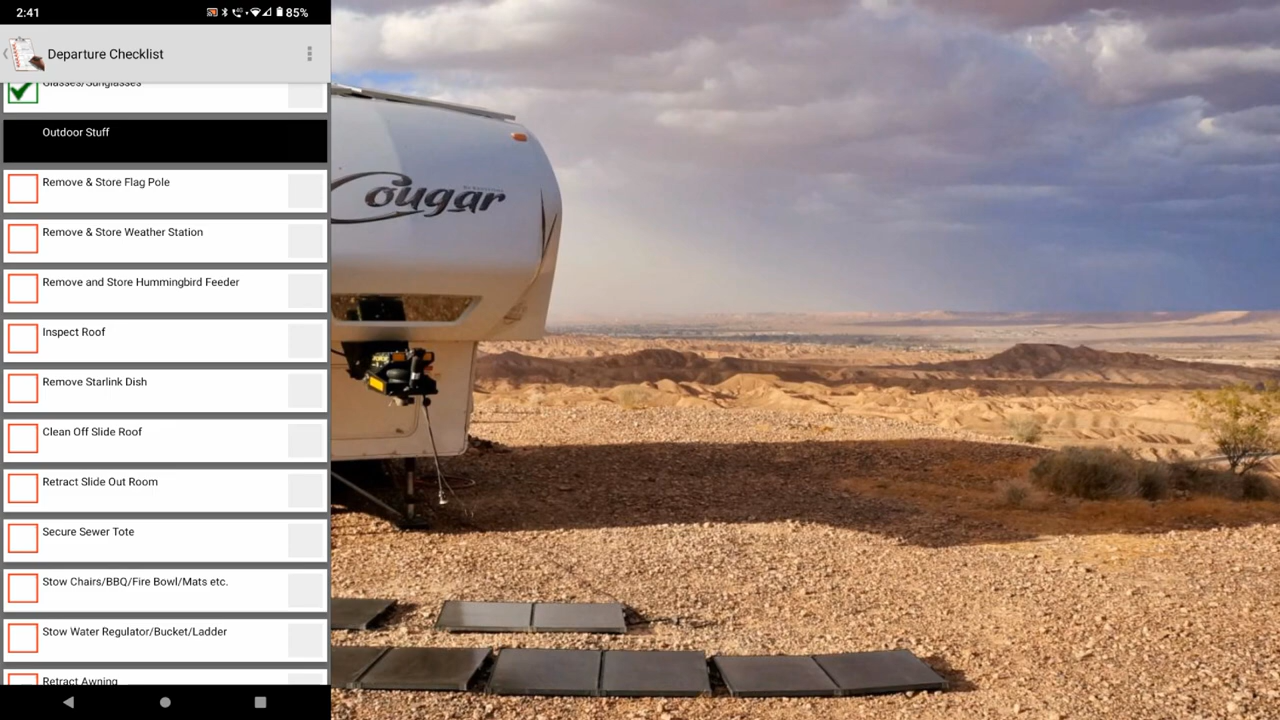 2:41
85%
Departure Checklist
Glasses/Sunglasses
Outdoor Stuff
Remove & Store Flag Pole
Remove & Store Weather Station
Remove and Store Hummingbird Feeder
Inspect Roof
Remove Starlink Dish
Clean Off Slide Roof
Retract Slide Out Room
Secure Sewer Tote
Stow Chairs/BBQ/Fire Bowl/Mats etc.
Stow Water Regulator/Bucket/Ladder
Retract Awning
Cougar